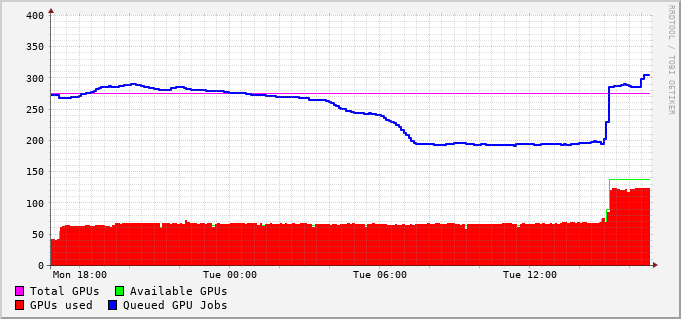 400
350
300
250
200
150
100
50
0
Mon 18:00 Tue 00:00 Tue 06:00 Tue 12:00
Total GPUs Available GPUs
GPUs used Queued GPU Jobs
RRDTOOL / TOBI OETIKER